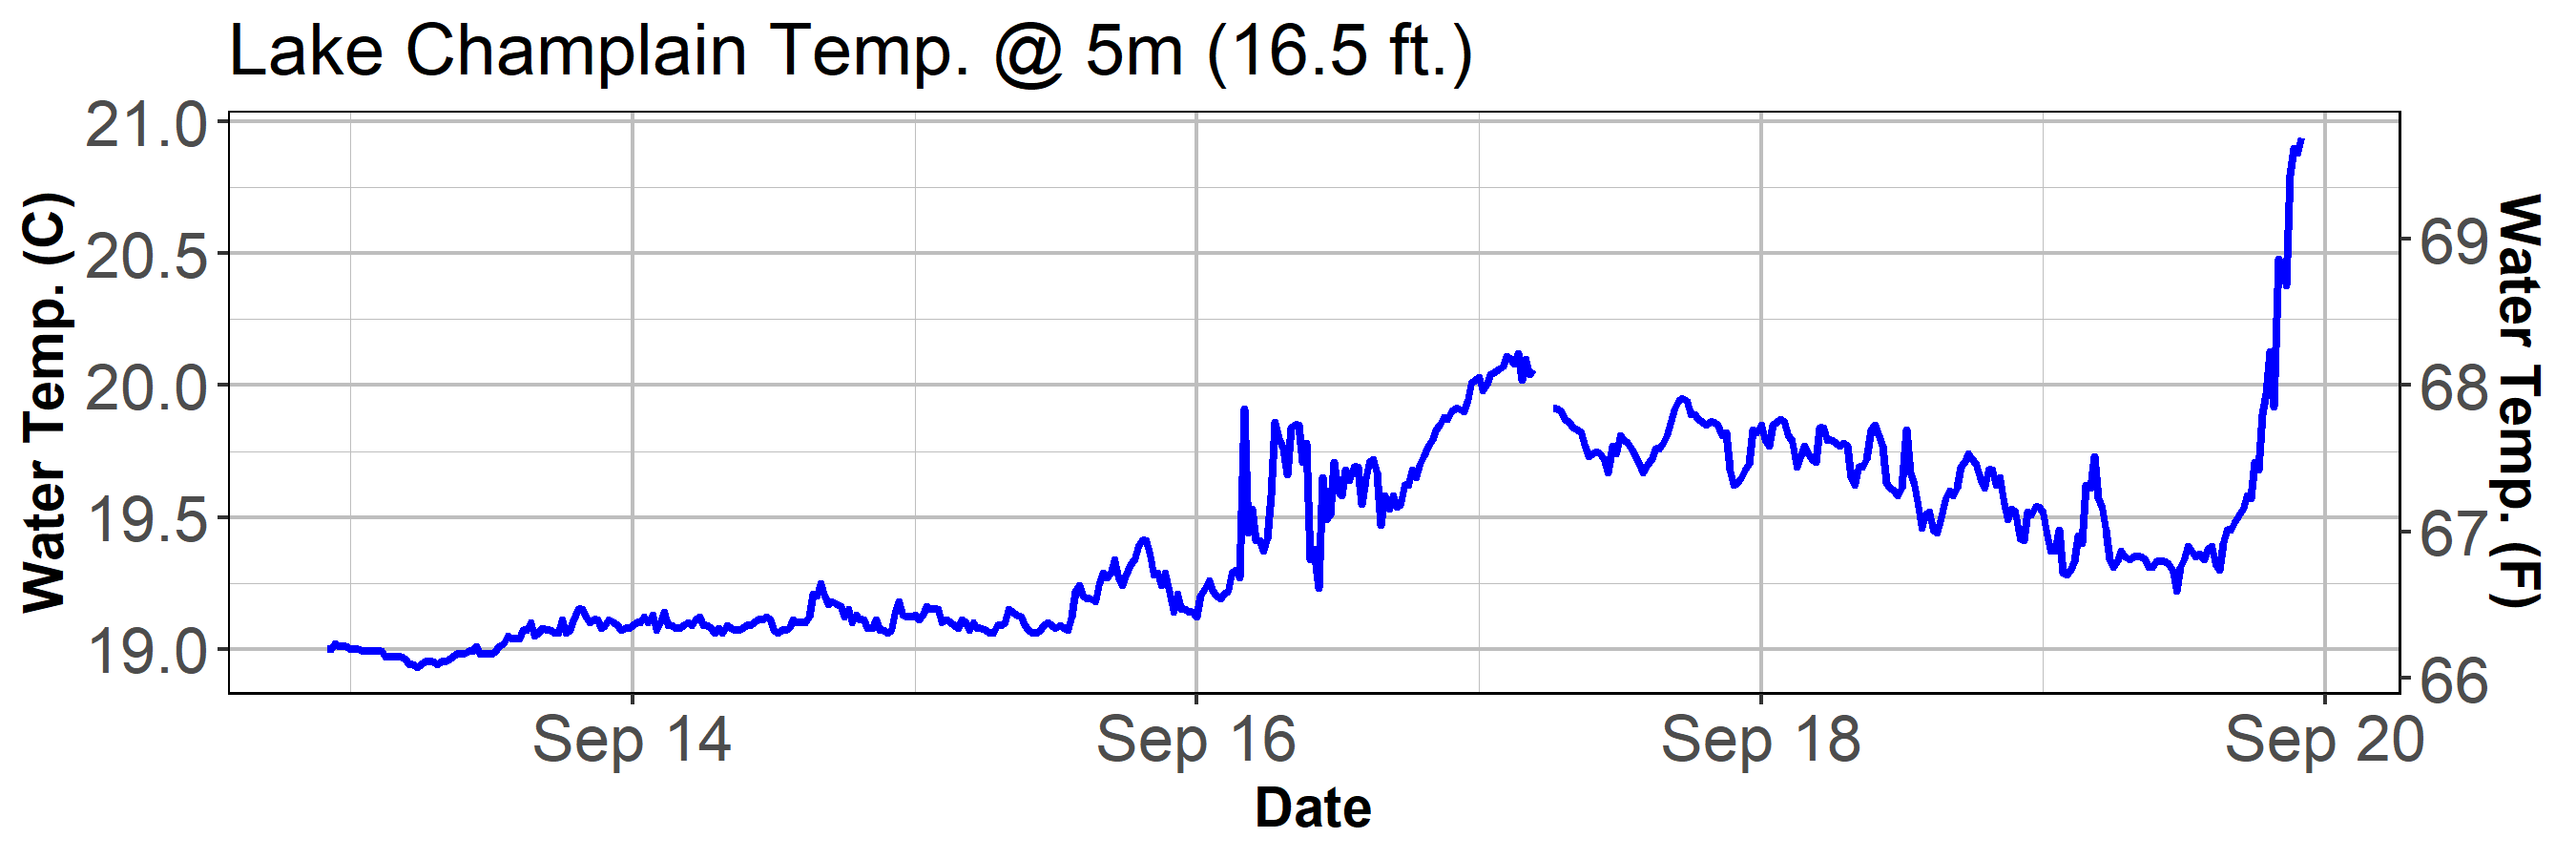 Lake Champlain Temp. @ 5m (16.5 ft.)
Water Temp. (C)
21.0
20.5
20.0
19.5
19.0
69
68
67
66
Water Temp. (F)
Sep 14 Sep 16 Sep 18 Sep 20
Date